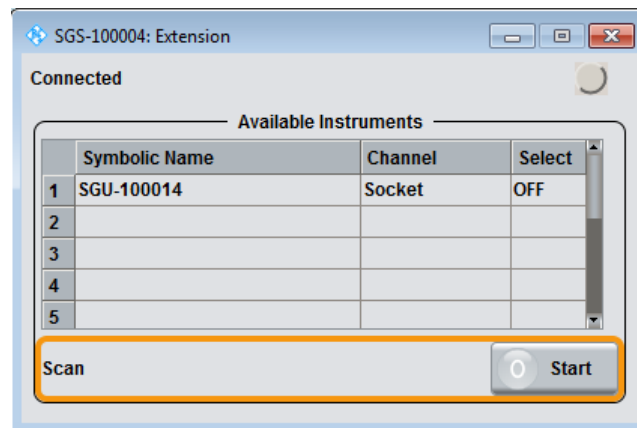 SGS-100004: Extension
Connected
Available Instruments
Symbolic Name Channel Select
1 SGU-100014 Socket OFF
2
3
4
5
Scan 0 Start